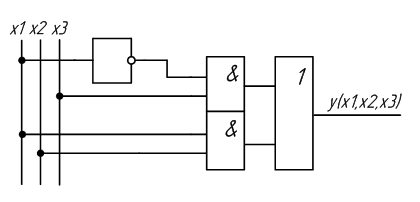 x1 x2 x3
&
1
y(x1,x2,x3)
&